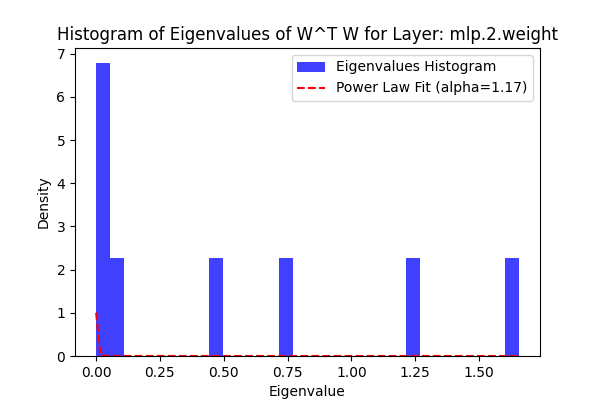 Histogram of Eigenvalues of W^T W for Layer: mlp.2.weight
Eigenvalues Histogram
Power Law Fit (alpha=1.17)
7
6
5
4
3
2
1
0
Density
0.00 0.25 0.50 0.75 1.00 1.25 1.50
Eigenvalue